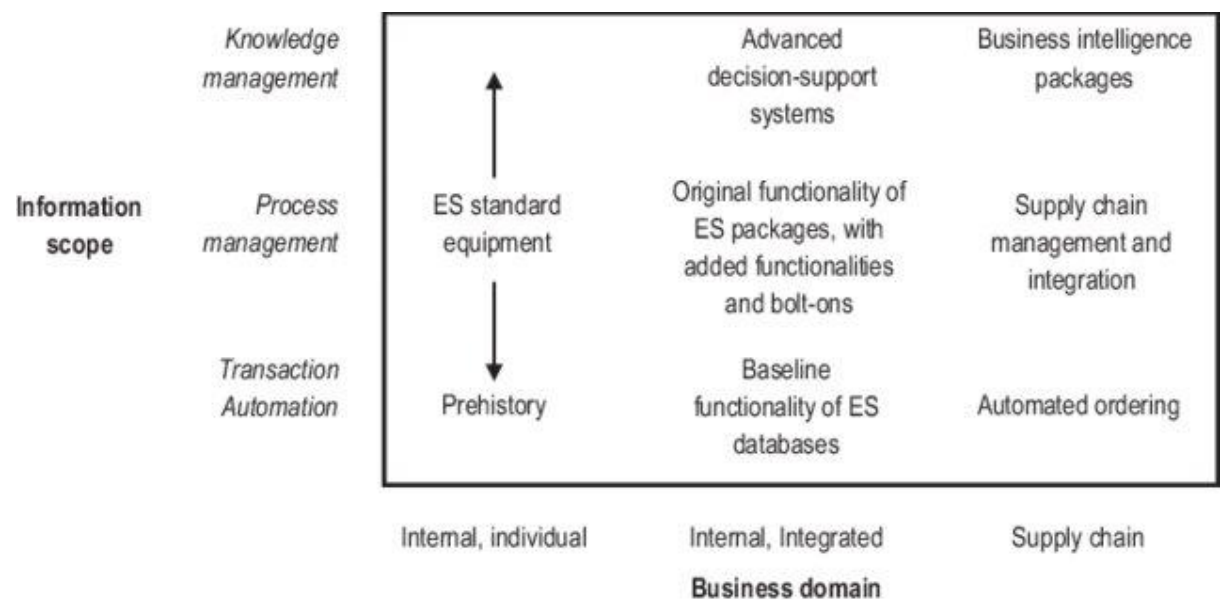 Knowledge
management
Advanced
decision-support
systems
Business intelligence
packages
Information
scope
Process
management
ES standard
equipment
Original functionality of
ES packages, with
added functionalities
and bolt-ons
Supply chain
management and
integration
Transaction
Automation
Prehistory
Baseline
functionality of ES
databases
Automated ordering
Internal, individual
Internal, Integrated
Supply chain
Business domain